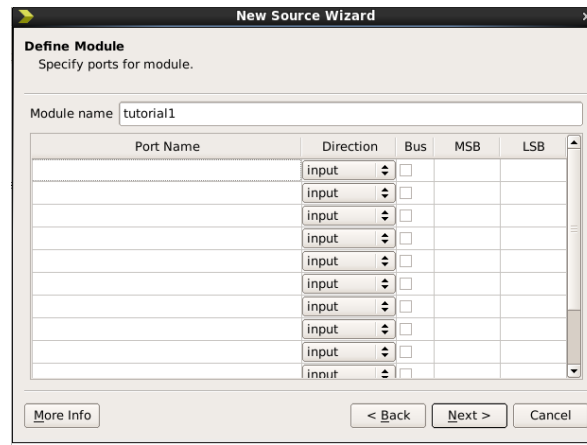 New Source Wizard
Define Module
Specify ports for module.
Module name tutorial1
Port Name Direction Bus MSB LSB
input
input
input
input
input
input
input
input
input
input
More Info < Back Next > Cancel